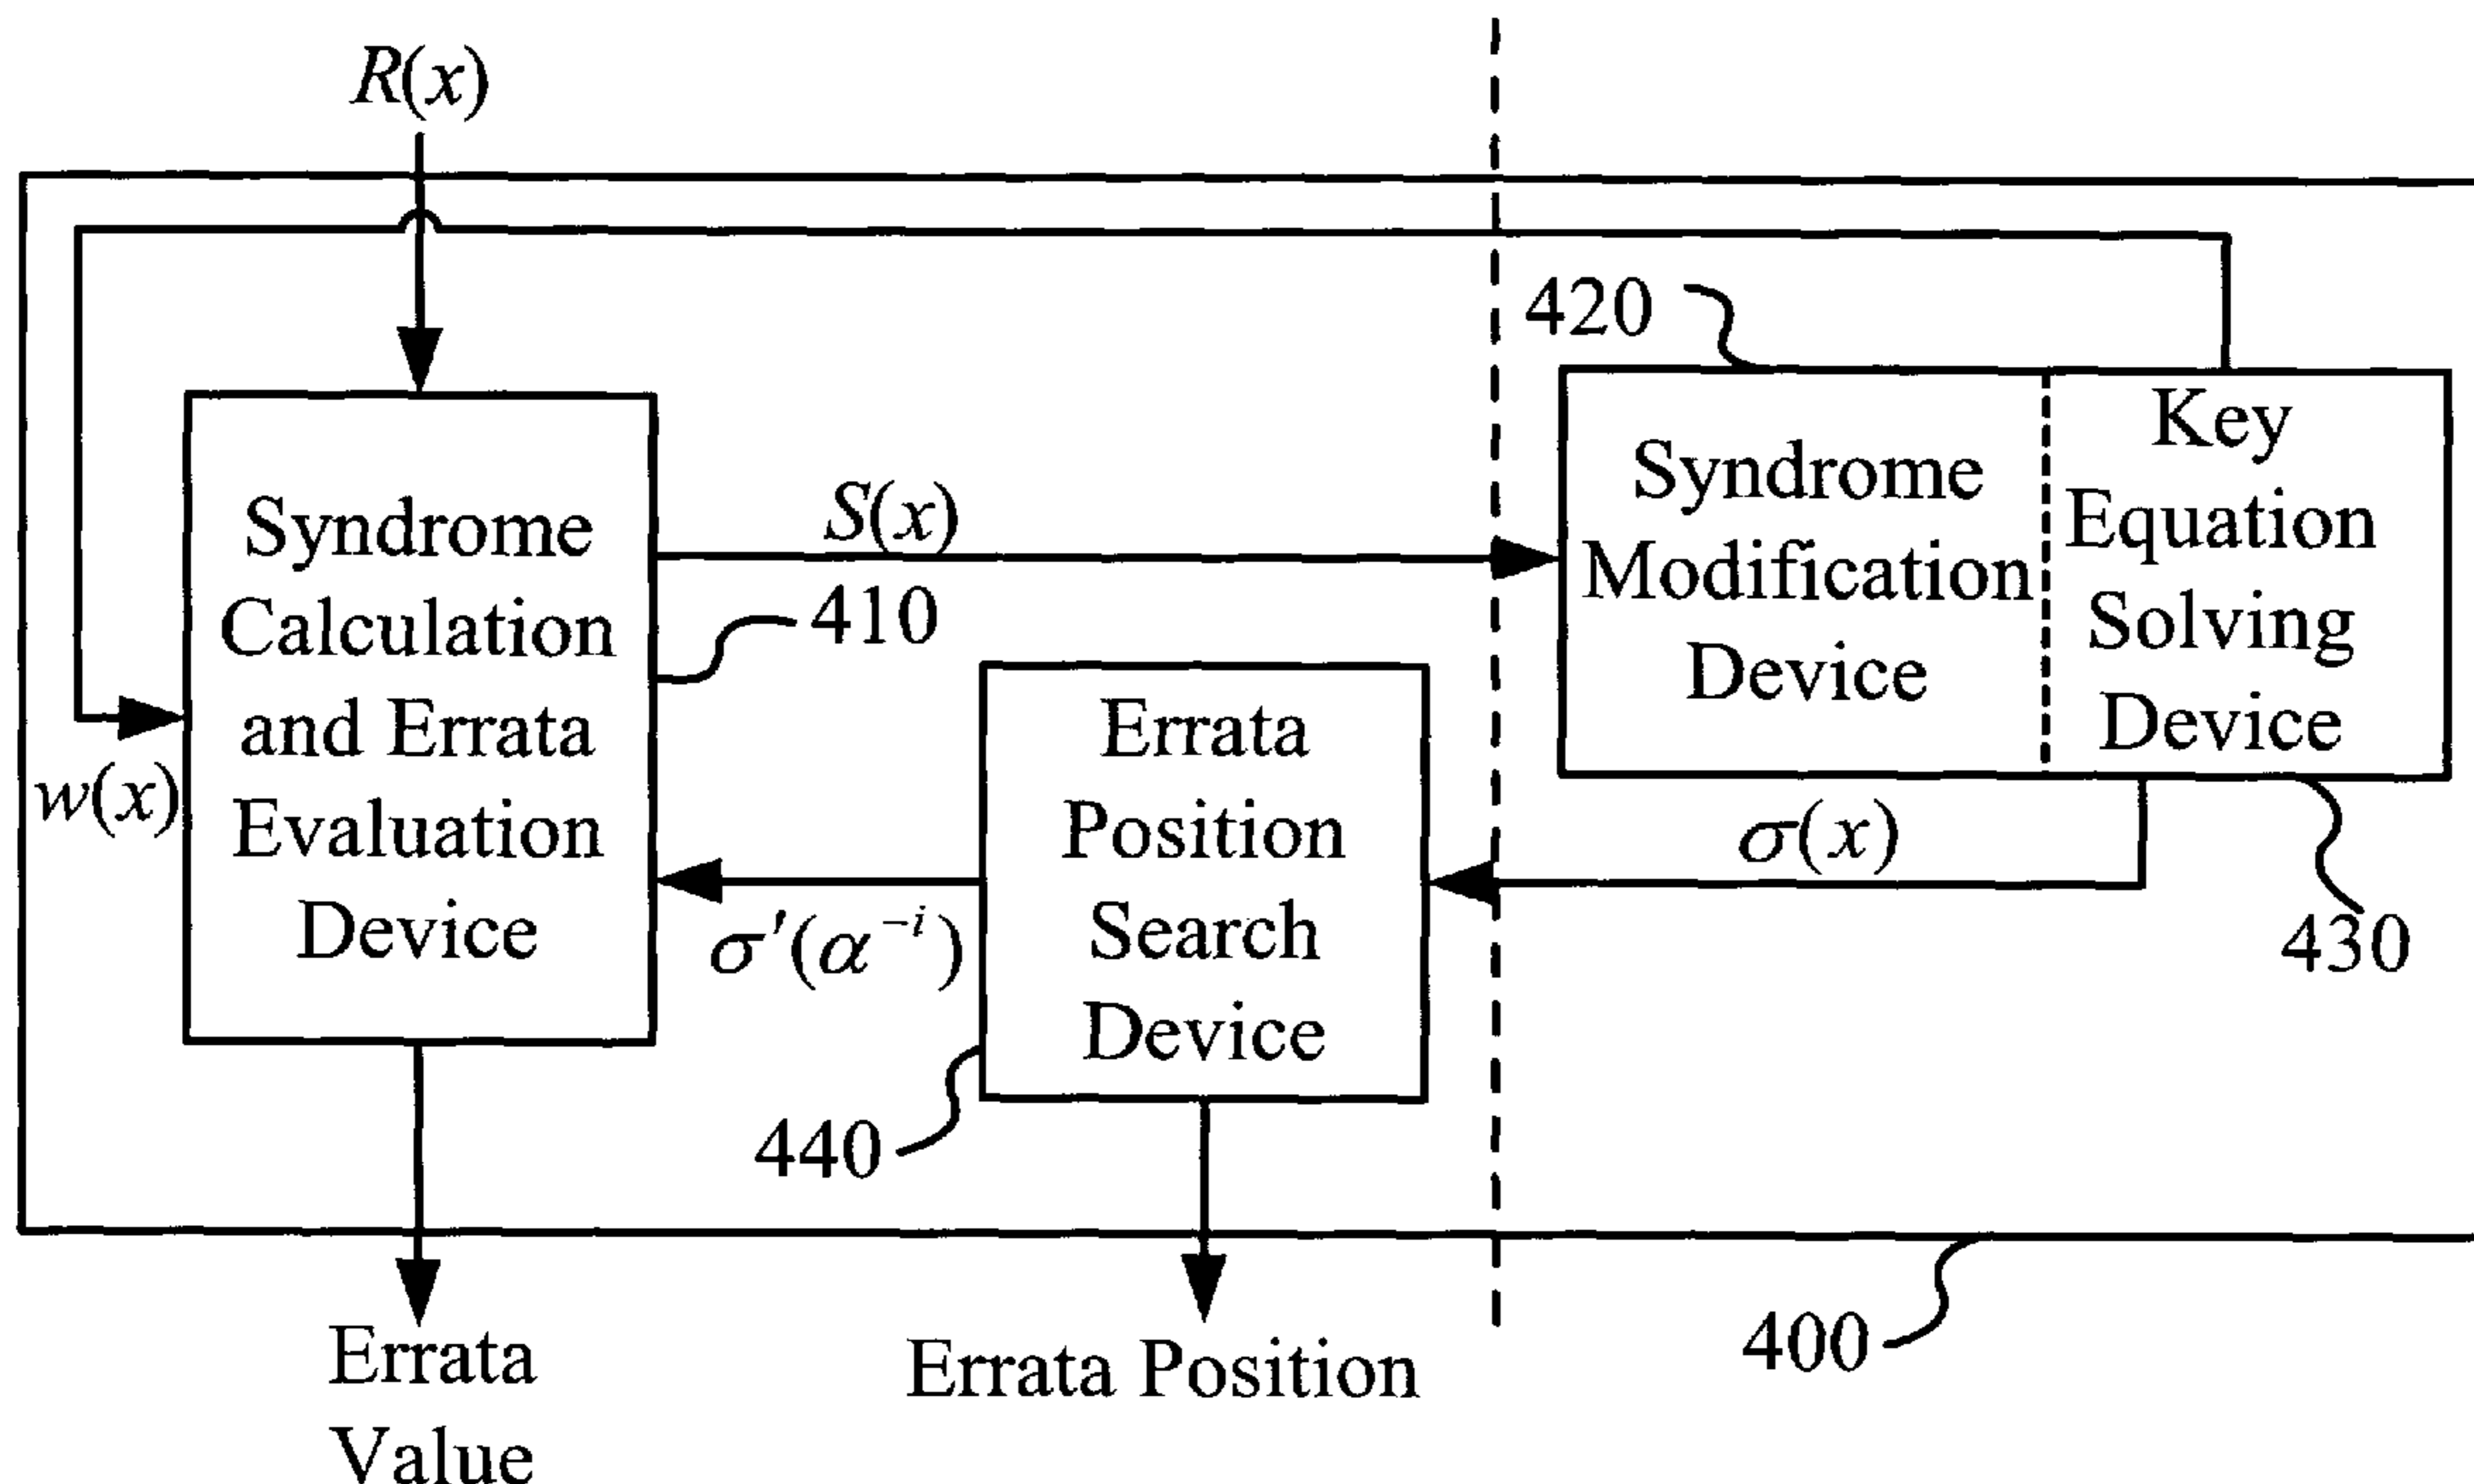 R(x)
420
Syndrome
Modification
Device
Key
Equation
Solving
Device
S(x)
410
Syndrome
Calculation
and Errata
Evaluation
Device
w(x)
Errata
Position
Search
Device
σ(x)
430
σ'(α⁻ⁱ)
440
400
Errata
Value
Errata Position